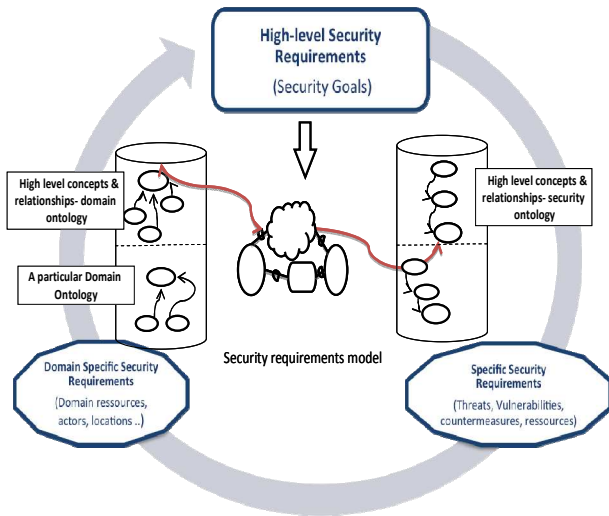 High-level Security
Requirements
(Security Goals)
High level concepts &
relationships- domain
ontology
High level concepts &
relationships- security
ontology
A particular Domain
Ontology
Security requirements model
Domain Specific Security
Requirements
(Domain ressources,
actors, locations ..)
Specific Security
Requirements
(Threats, Vulnerabilities,
countermeasures, ressources)